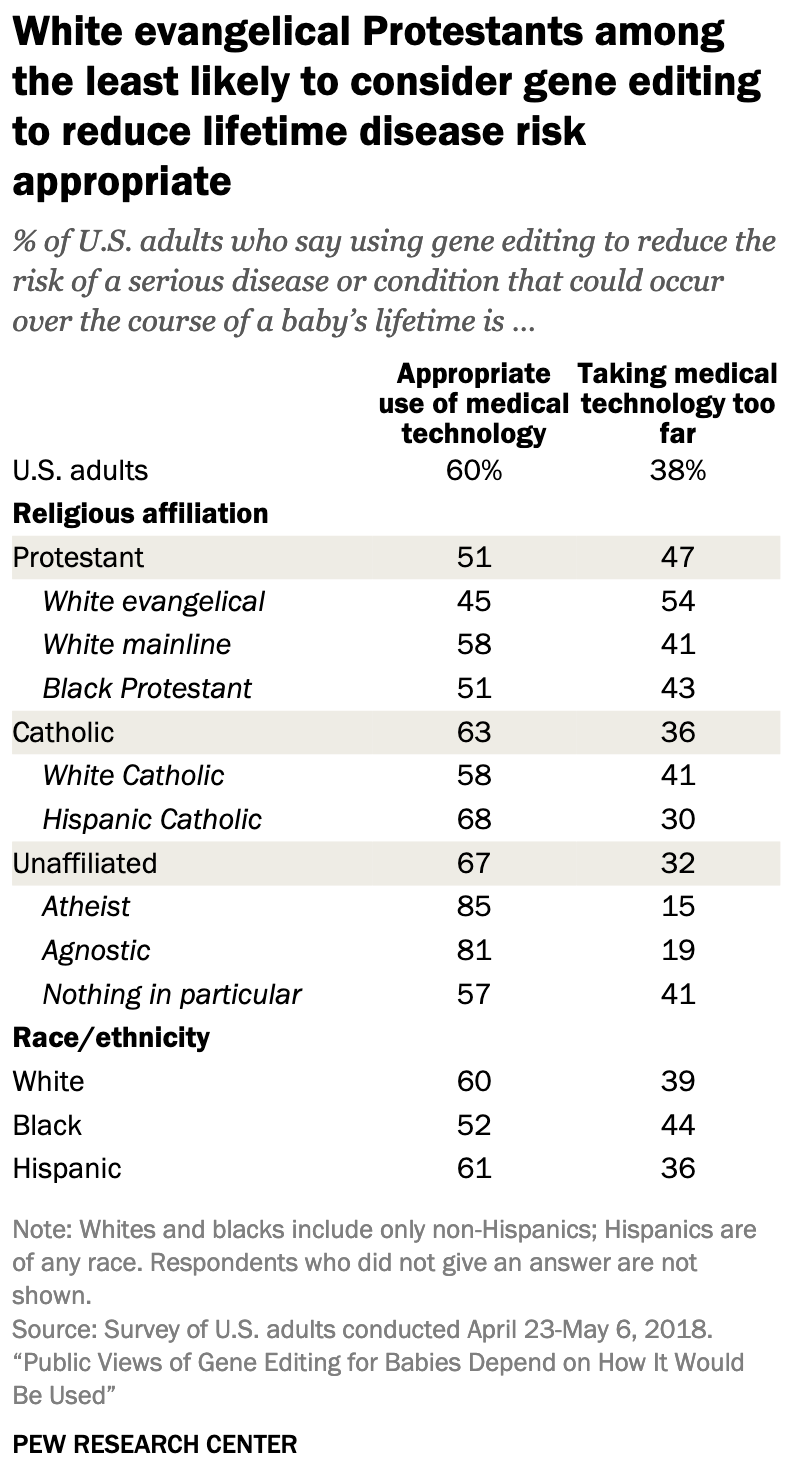 White evangelical Protestants among
the least likely to consider gene editing
to reduce lifetime disease risk
appropriate
% of U.S. adults who say using gene editing to reduce the
risk of a serious disease or condition that could occur
over the course of a baby’s lifetime is ...
Appropriate Taking medical
use of medical technology too
technology far
U.S. adults 60% 38%
Religious affiliation
Protestant 51 47
White evangelical 45 54
White mainline 58 41
Black Protestant 51 43
Catholic 63 36
White Catholic 58 41
Hispanic Catholic 68 30
Unaffiliated 67 32
Atheist 85 15
Agnostic 81 19
Nothing in particular 57 41
Race/ethnicity
White 60 39
Black 52 44
Hispanic 61 36
Note: Whites and blacks include only non-Hispanics; Hispanics are
of any race. Respondents who did not give an answer are not
shown.
Source: Survey of U.S. adults conducted April 23-May 6, 2018.
“Public Views of Gene Editing for Babies Depend on How It Would
Be Used”
PEW RESEARCH CENTER